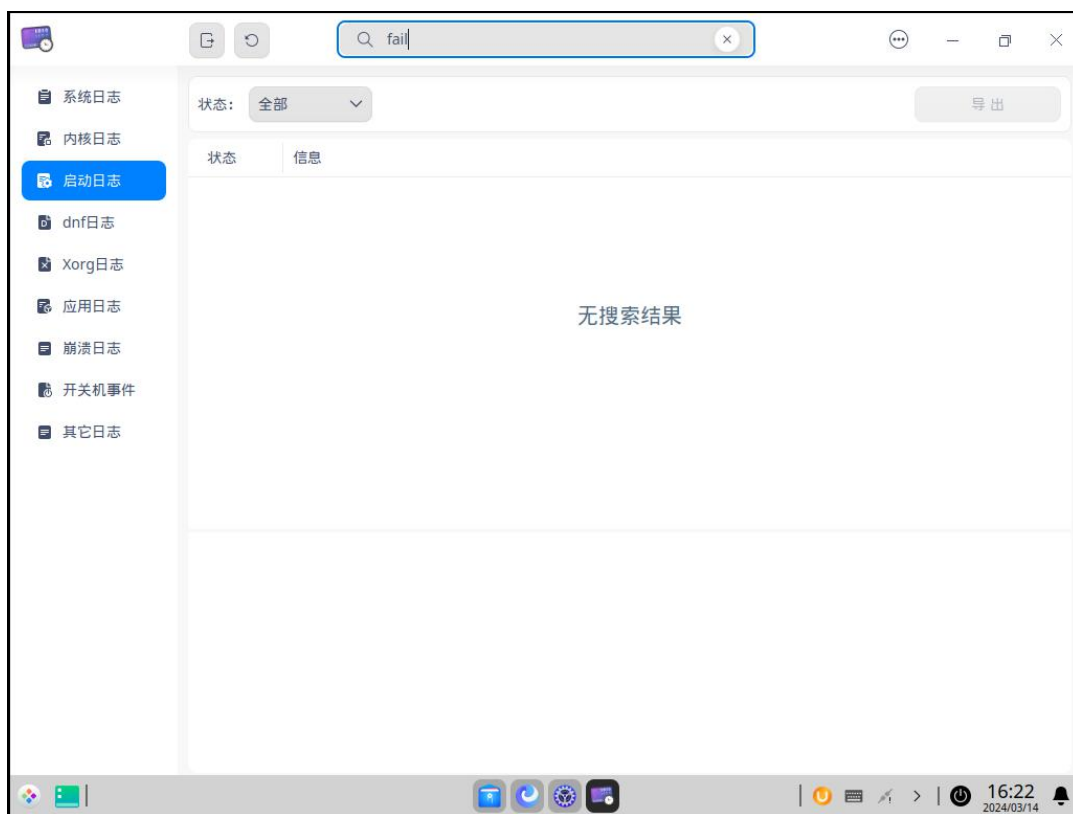 fail
系统日志
内核日志
启动日志
dnf日志
Xorg日志
应用日志
崩溃日志
开关机事件
其它日志
状态： 全部 导出
状态 信息
无搜索结果
16:22
2024/03/14